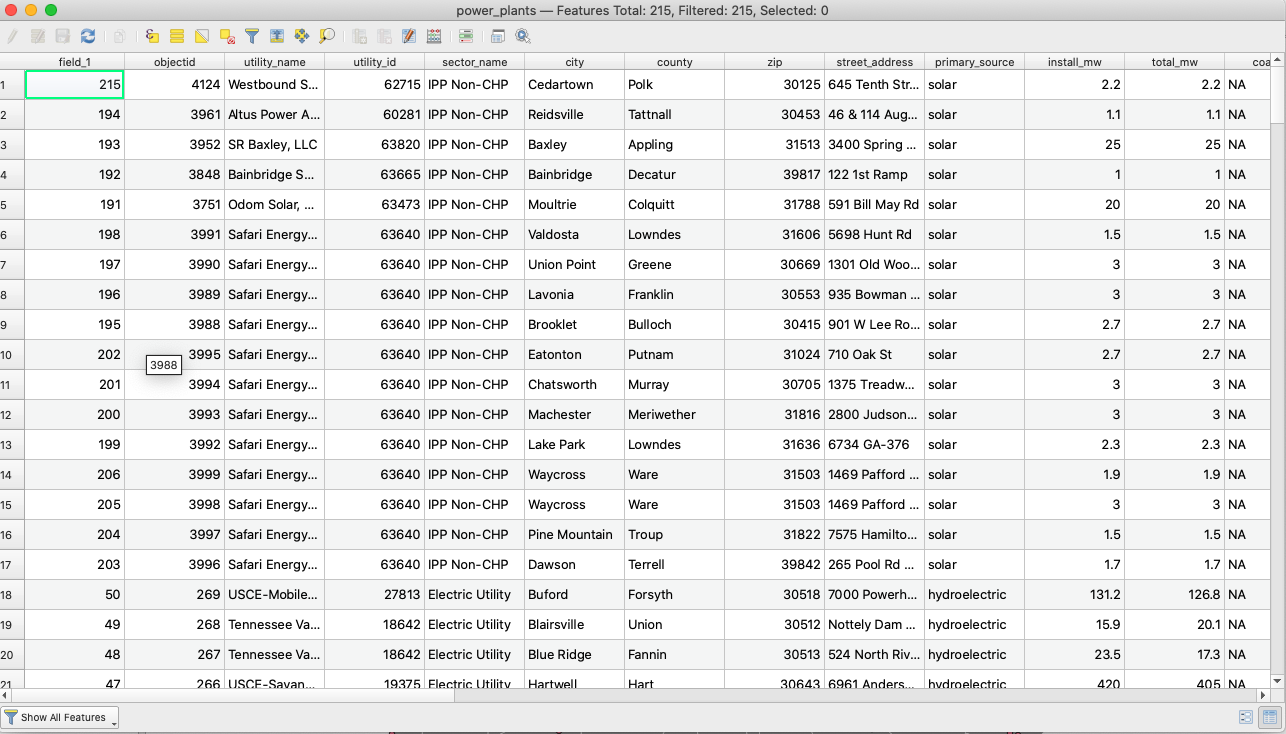 power_plants — Features Total: 215, Filtered: 215, Selected: 0
field_1 objectid utility_name utility_id sector_name city county zip street_address primary_source install_mw total_mw coa
1 215 4124 Westbound S... 62715 IPP Non-CHP Cedartown Polk 30125 645 Tenth Str... solar 2.2 2.2 NA
2 194 3961 Altus Power A... 60281 IPP Non-CHP Reidsville Tattnall 30453 46 & 114 Aug... solar 1.1 1.1 NA
3 193 3952 SR Baxley, LLC 63820 IPP Non-CHP Baxley Appling 31513 3400 Spring ... solar 25 25 NA
4 192 3848 Bainbridge S... 63665 IPP Non-CHP Bainbridge Decatur 39817 122 1st Ramp solar 1 1 NA
5 191 3751 Odom Solar, ... 63473 IPP Non-CHP Moultrie Colquitt 31788 591 Bill May Rd solar 20 20 NA
6 198 3991 Safari Energy... 63640 IPP Non-CHP Valdosta Lowndes 31606 5698 Hunt Rd solar 1.5 1.5 NA
7 197 3990 Safari Energy... 63640 IPP Non-CHP Union Point Greene 30669 1301 Old Woo... solar 3 3 NA
8 196 3989 Safari Energy... 63640 IPP Non-CHP Lavonia Franklin 30553 935 Bowman ... solar 3 3 NA
9 195 3988 Safari Energy... 63640 IPP Non-CHP Brooklet Bulloch 30415 901 W Lee Ro... solar 2.7 2.7 NA
10 202 3995 Safari Energy... 63640 IPP Non-CHP Eatonton Putnam 31024 710 Oak St solar 2.7 2.7 NA
3988
11 201 3994 Safari Energy... 63640 IPP Non-CHP Chatsworth Murray 30705 1375 Treadw... solar 3 3 NA
12 200 3993 Safari Energy... 63640 IPP Non-CHP Machester Meriwether 31816 2800 Judson... solar 3 3 NA
13 199 3992 Safari Energy... 63640 IPP Non-CHP Lake Park Lowndes 31636 6734 GA-376 solar 2.3 2.3 NA
14 206 3999 Safari Energy... 63640 IPP Non-CHP Waycross Ware 31503 1469 Pafford ... solar 1.9 1.9 NA
15 205 3998 Safari Energy... 63640 IPP Non-CHP Waycross Ware 31503 1469 Pafford ... solar 3 3 NA
16 204 3997 Safari Energy... 63640 IPP Non-CHP Pine Mountain Troup 31822 7575 Hamilto... solar 1.5 1.5 NA
17 203 3996 Safari Energy... 63640 IPP Non-CHP Dawson Terrell 39842 265 Pool Rd ... solar 1.7 1.7 NA
18 50 269 USCE-Mobile... 27813 Electric Utility Buford Forsyth 30518 7000 Powerh... hydroelectric 131.2 126.8 NA
19 49 268 Tennessee Va... 18642 Electric Utility Blairsville Union 30512 Nottely Dam ... hydroelectric 15.9 20.1 NA
20 48 267 Tennessee Va... 18642 Electric Utility Blue Ridge Fannin 30513 524 North Riv... hydroelectric 23.5 17.3 NA
21 47 266 USCE-Savan... 19375 Electric Utility Hartwell Hart 30643 6961 Anders... hydroelectric 420 405 NA
Show All Features